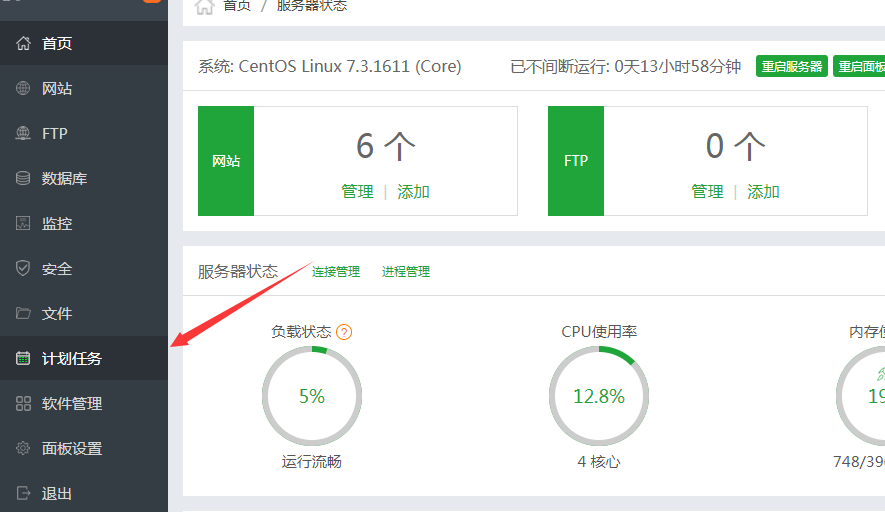 首页 / 服务器状态
首页
网站
FTP
数据库
监控
安全
文件
计划任务
软件管理
面板设置
退出
系统: CentOS Linux 7.3.1611 (Core) 已不间断运行: 0天13小时58分钟 重启服务器 重启面板
网站
6 个
管理 | 添加
FTP
0 个
管理 | 添加
服务器状态 连接管理 进程管理
负载状态 ?
5%
运行流畅
CPU使用率
12.8%
4 核心
内存使
19
748/39